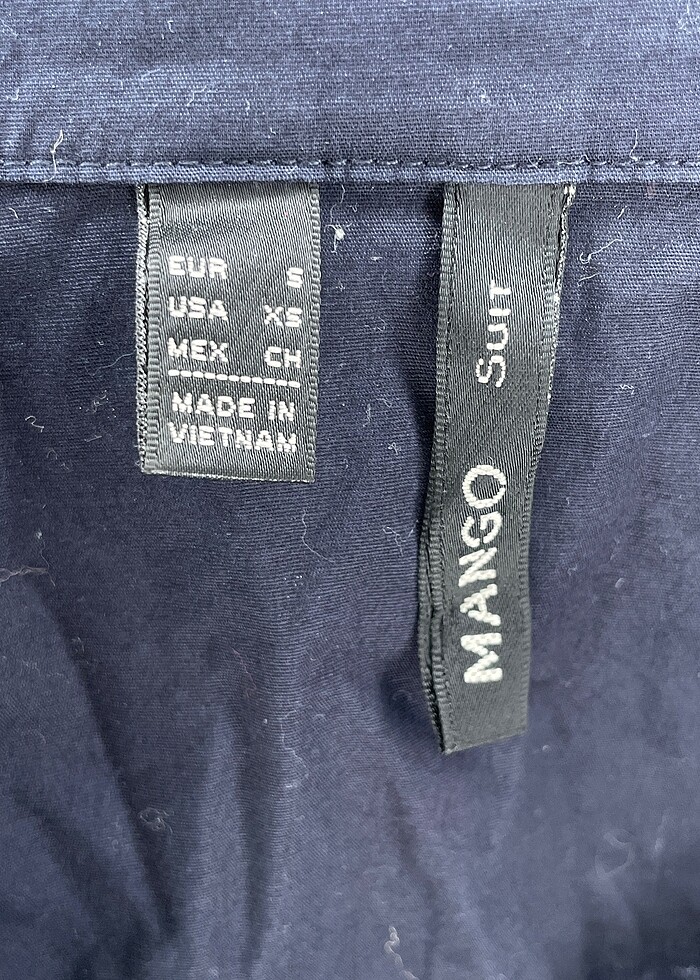 EUR S
USA XS
MEX CH
MADE IN
VIETNAM
MANGO Suit